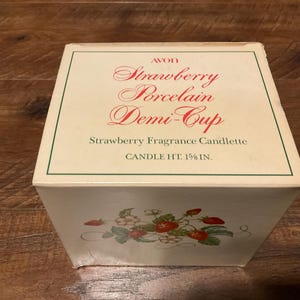 AVON
Strawberry
Porcelain
Demi-Cup
Strawberry Fragrance Candlette
CANDLE HT. 1⅝ IN.